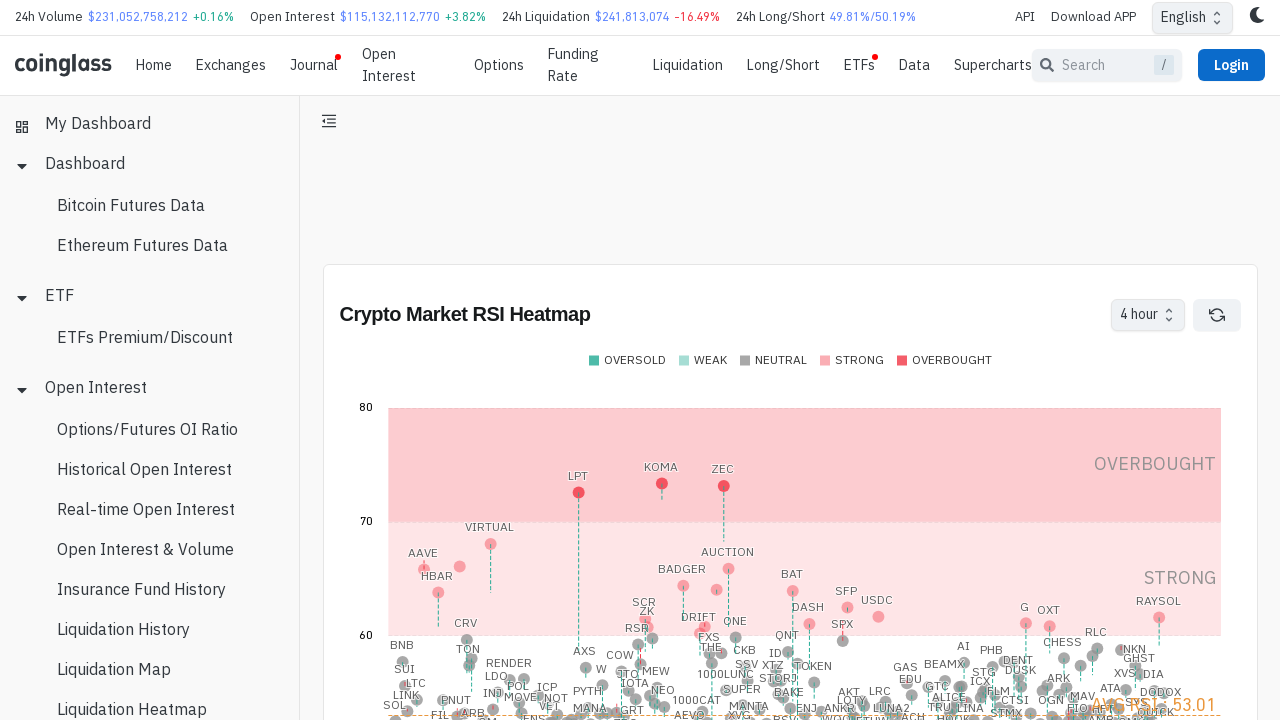 24h Volume $231,052,758,212 +0.16% Open Interest $115,132,112,770 +3.82% 24h Liquidation $241,813,074 -16.49% 24h Long/Short 49.81%/50.19% API Download APP English
coinglass Home Exchanges Journal Open Interest Options Funding Rate Liquidation Long/Short ETFs Data Supercharts Search / Login
My Dashboard
Dashboard
Bitcoin Futures Data
Ethereum Futures Data
ETF
ETFs Premium/Discount
Open Interest
Options/Futures OI Ratio
Historical Open Interest
Real-time Open Interest
Open Interest & Volume
Insurance Fund History
Liquidation History
Liquidation Map
Liquidation Heatmap
Crypto Market RSI Heatmap 4 hour
OVERSOLD WEAK NEUTRAL STRONG OVERBOUGHT
80
OVERBOUGHT
KOMA ZEC
LPT
70
VIRTUAL
AAVE AUCTION
HBAR BADGER BAT STRONG
SFP USDC RAYSOL
SCR DASH G OXT
ZK DRIFT ONE SPX
CRV RSR
60
QNT RLC
BNB TON AXS FXS THE CKB ID AI PHB CHESS NKN
SUI RENDER W COW SSV XTZ TOKEN GAS BEAMX DENT GHST
LTC LDO POL ICP JTO MEW 1000LUNC STORJ EDU STG DUSK XVS DIA
LINK INJ MOVE PYTH IOTA NEO SUPER BAKE AKT LRC GTC ICX FLM ARK ATA DODOX
SOL PNUT NOT VET MANA 1000CAT MANTA ENJ IOTX LUNA2 ALICE CTSI OGN MAV
FIL ARB ENS GRT AEVO XVG ANKR TRU LINA STMX
AVG RSI : 53.01